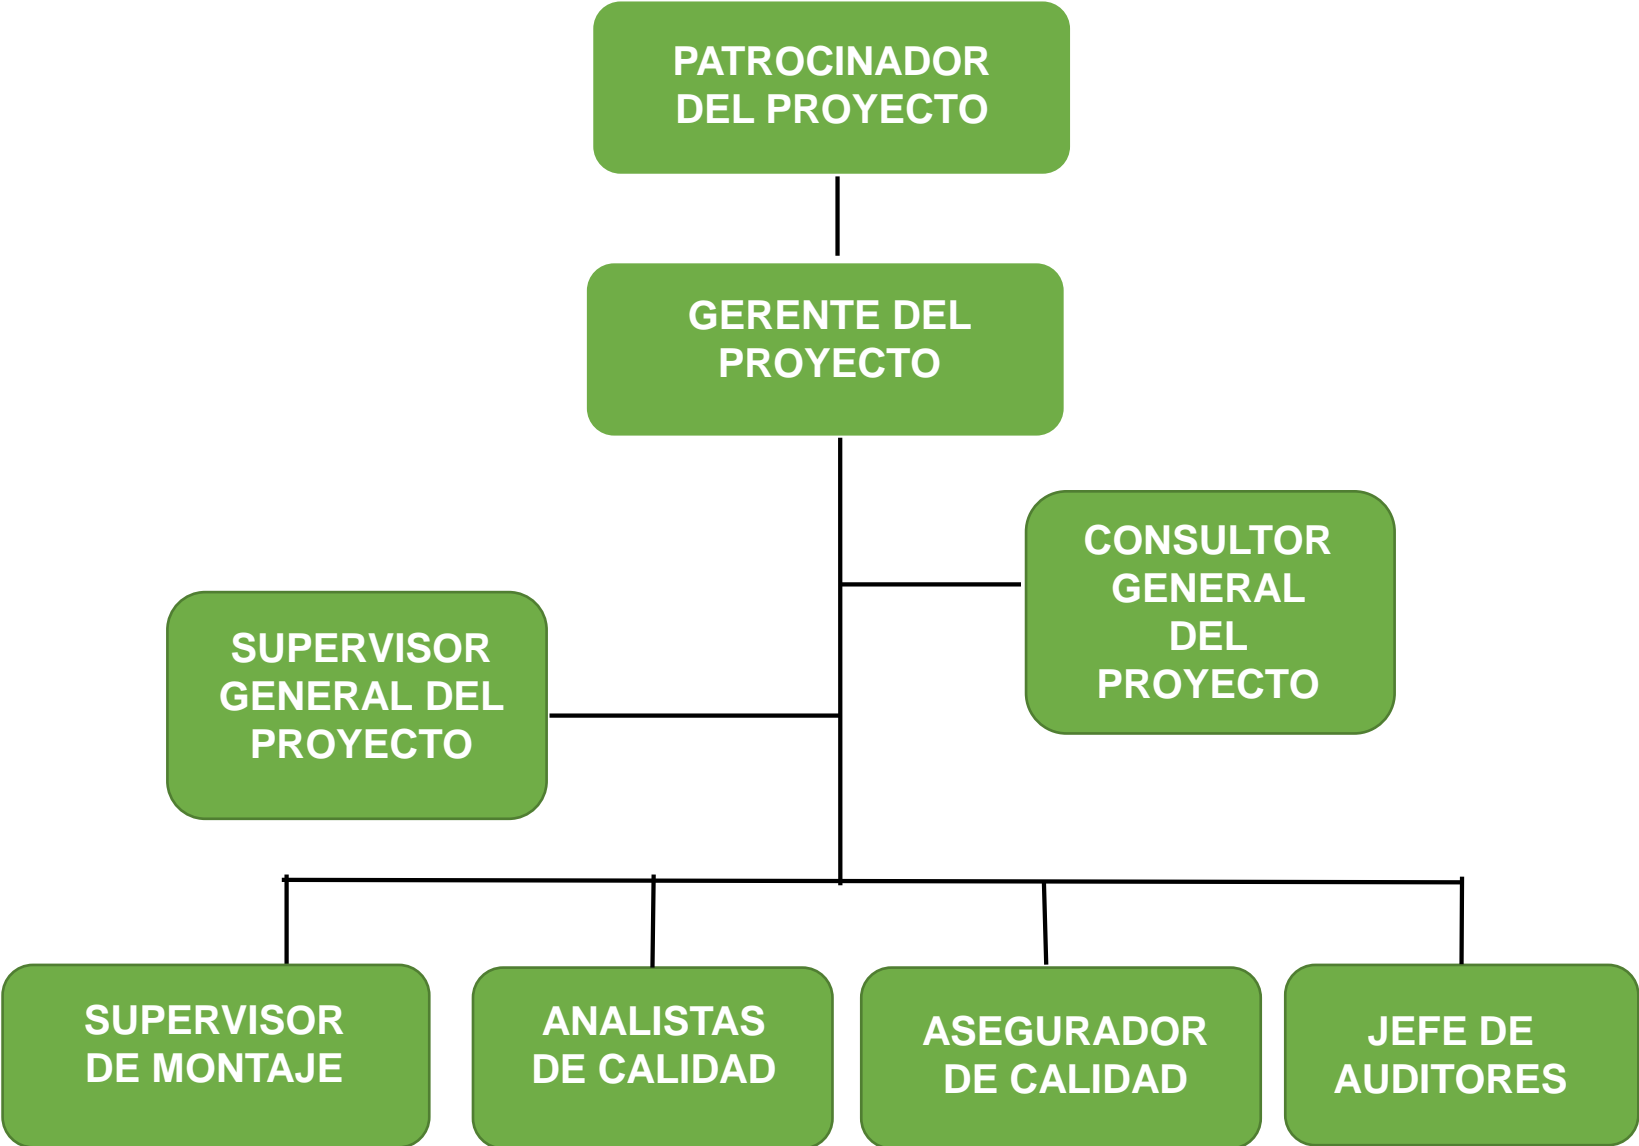 PATROCINADOR
DEL PROYECTO
GERENTE DEL
PROYECTO
CONSULTOR
GENERAL
DEL
PROYECTO
SUPERVISOR
GENERAL DEL
PROYECTO
SUPERVISOR
DE MONTAJE
ANALISTAS
DE CALIDAD
ASEGURADOR
DE CALIDAD
JEFE DE
AUDITORES